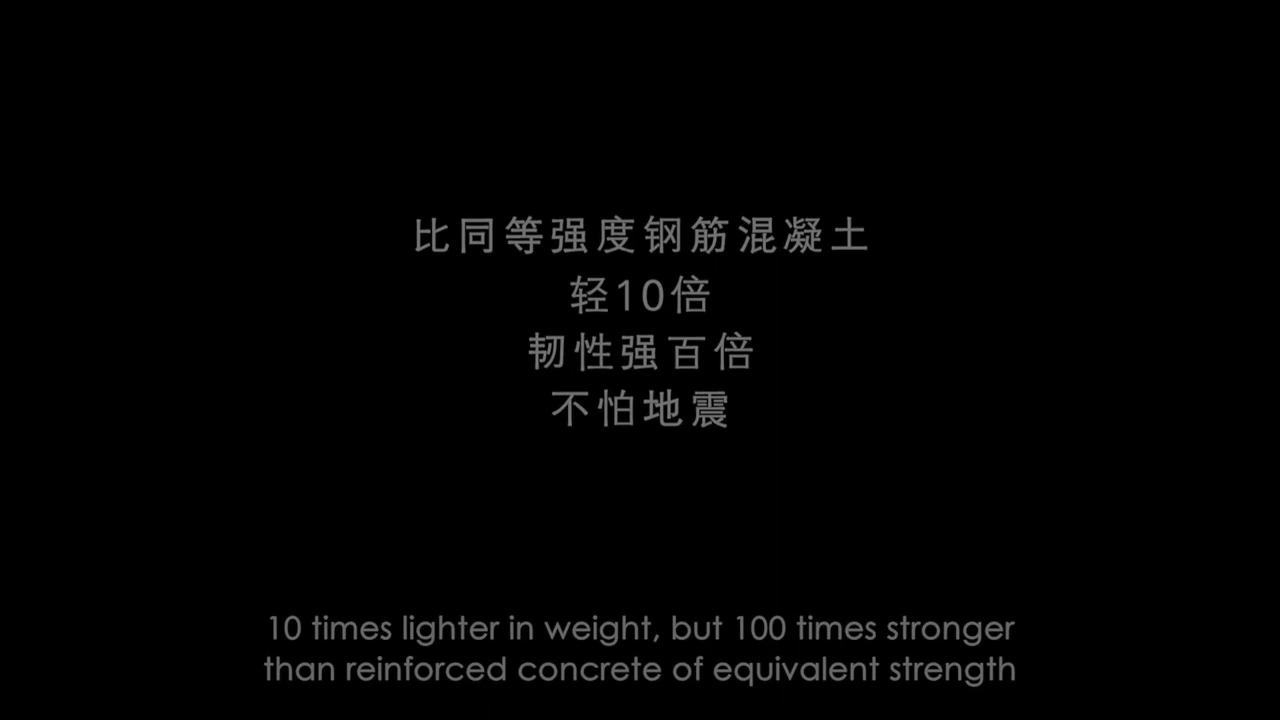 比同等强度钢筋混凝土
轻10倍
韧性强百倍
不怕地震
10 times lighter in weight, but 100 times stronger
than reinforced concrete of equivalent strength